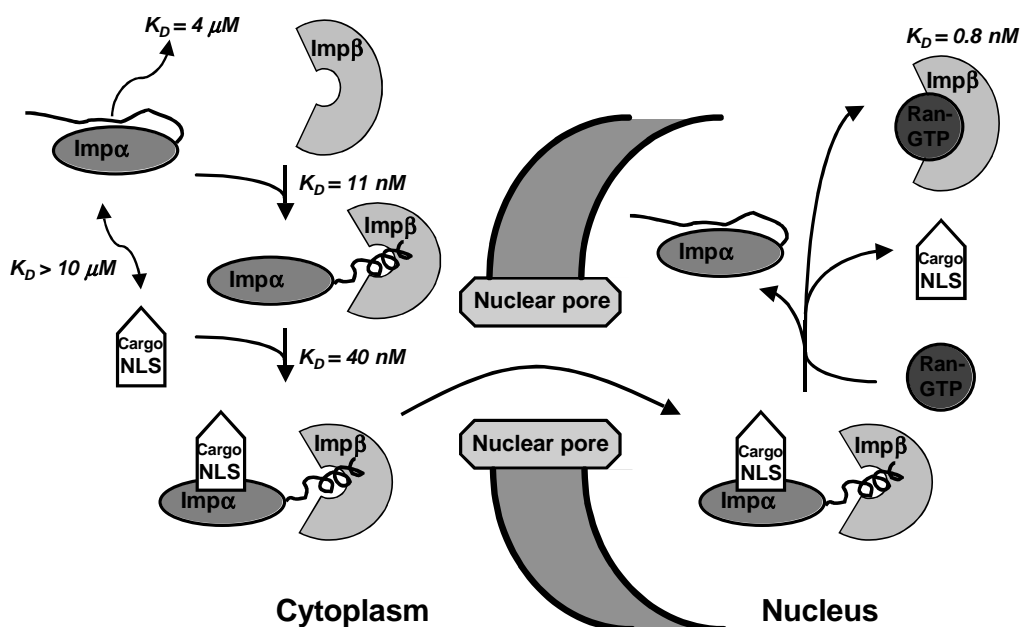 K_D = 4 μM
Impβ
Impα
K_D = 11 nM
Impβ
Impα
K_D > 10 μM
Cargo
NLS
K_D = 40 nM
Cargo
NLS
Impβ
Impα
Cytoplasm
Nuclear pore
Nuclear pore
K_D = 0.8 nM
Impβ
Ran-
GTP
Impα
Cargo
NLS
Ran-
GTP
Cargo
NLS
Impβ
Impα
Nucleus